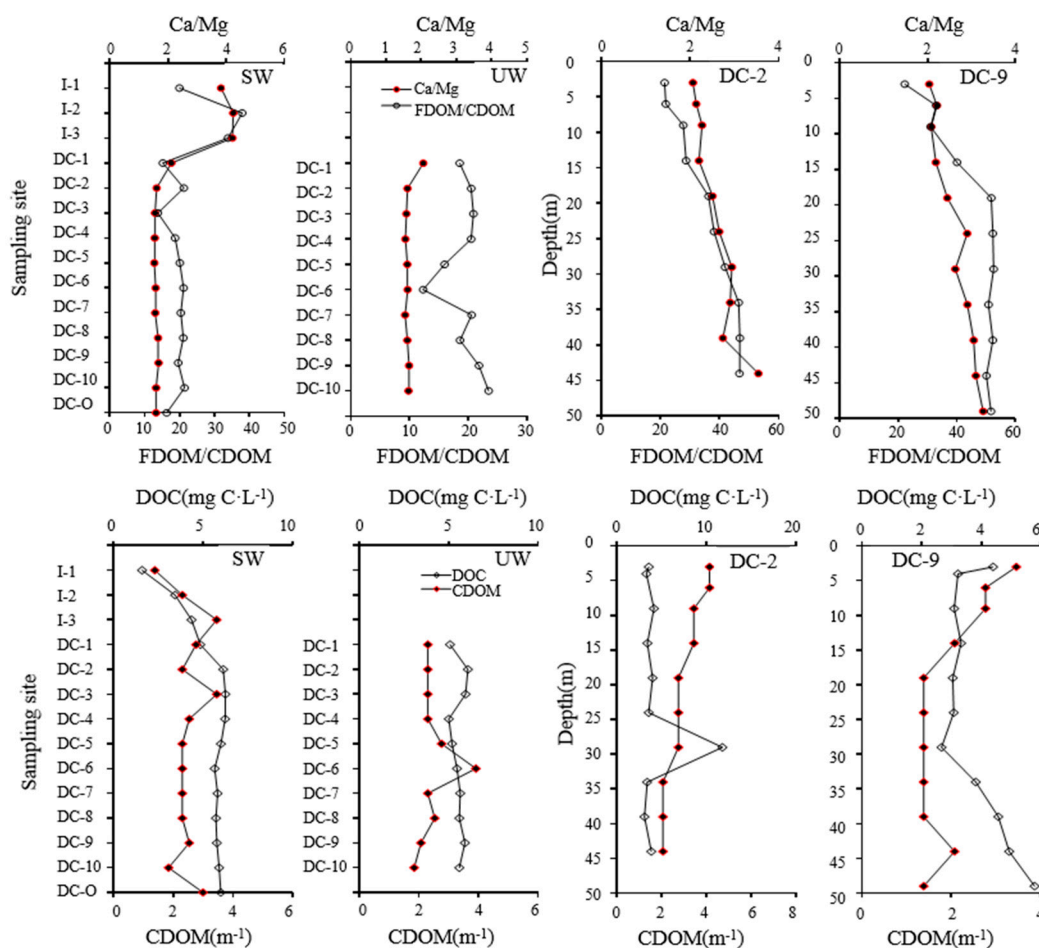 Ca/Mg Ca/Mg Ca/Mg Ca/Mg
0 2 4 6 0 1 2 3 4 5 0 2 4 0 2 4
SW UW DC-2 DC-9
Ca/Mg
FDOM/CDOM
Sampling site
I-1
I-2
I-3
DC-1
DC-2
DC-3
DC-4
DC-5
DC-6
DC-7
DC-8
DC-9
DC-10
DC-O
DC-1
DC-2
DC-3
DC-4
DC-5
DC-6
DC-7
DC-8
DC-9
DC-10
Depth(m)
0
5
10
15
20
25
30
35
40
45
50
0
5
10
15
20
25
30
35
40
45
50
0 10 20 30 40 50 0 10 20 30 0 20 40 60 0 20 40 60
FDOM/CDOM FDOM/CDOM FDOM/CDOM FDOM/CDOM
DOC(mg C·L⁻¹) DOC(mg C·L⁻¹) DOC(mg C·L⁻¹) DOC(mg C·L⁻¹)
0 5 10 0 5 10 0 10 20 0 2 4 6
SW UW DC-2 DC-9
DOC
CDOM
Sampling site
I-1
I-2
I-3
DC-1
DC-2
DC-3
DC-4
DC-5
DC-6
DC-7
DC-8
DC-9
DC-10
DC-O
DC-1
DC-2
DC-3
DC-4
DC-5
DC-6
DC-7
DC-8
DC-9
DC-10
Depth(m)
0
5
10
15
20
25
30
35
40
45
50
0
5
10
15
20
25
30
35
40
45
50
0 2 4 6 0 2 4 6 0 2 4 6 8 0 2 4
CDOM(m⁻¹) CDOM(m⁻¹) CDOM(m⁻¹) CDOM(m⁻¹)